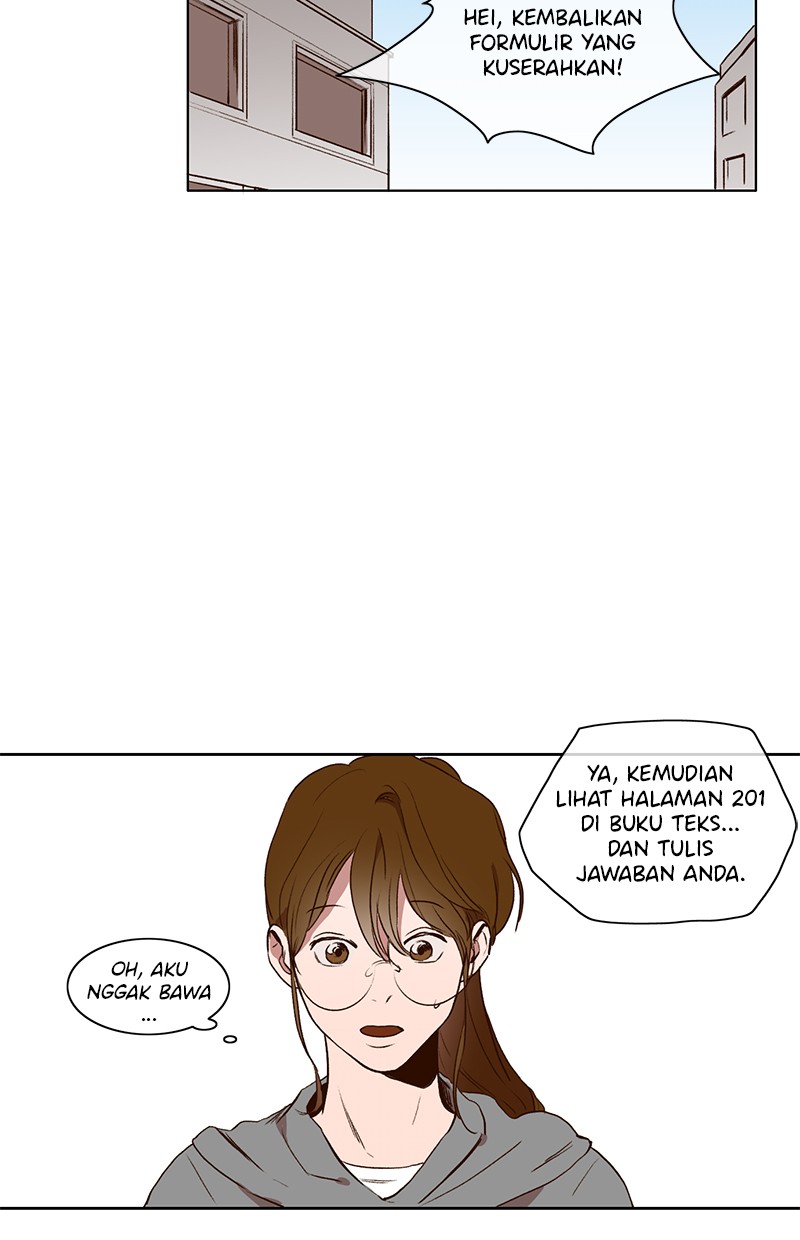 HEI, KEMBALIKAN
FORMULIR YANG
KUSERAHKAN!
YA, KEMUDIAN
LIHAT HALAMAN 201
DI BUKU TEKS...
DAN TULIS
JAWABAN ANDA.
OH, AKU
NGGAK BAWA
...